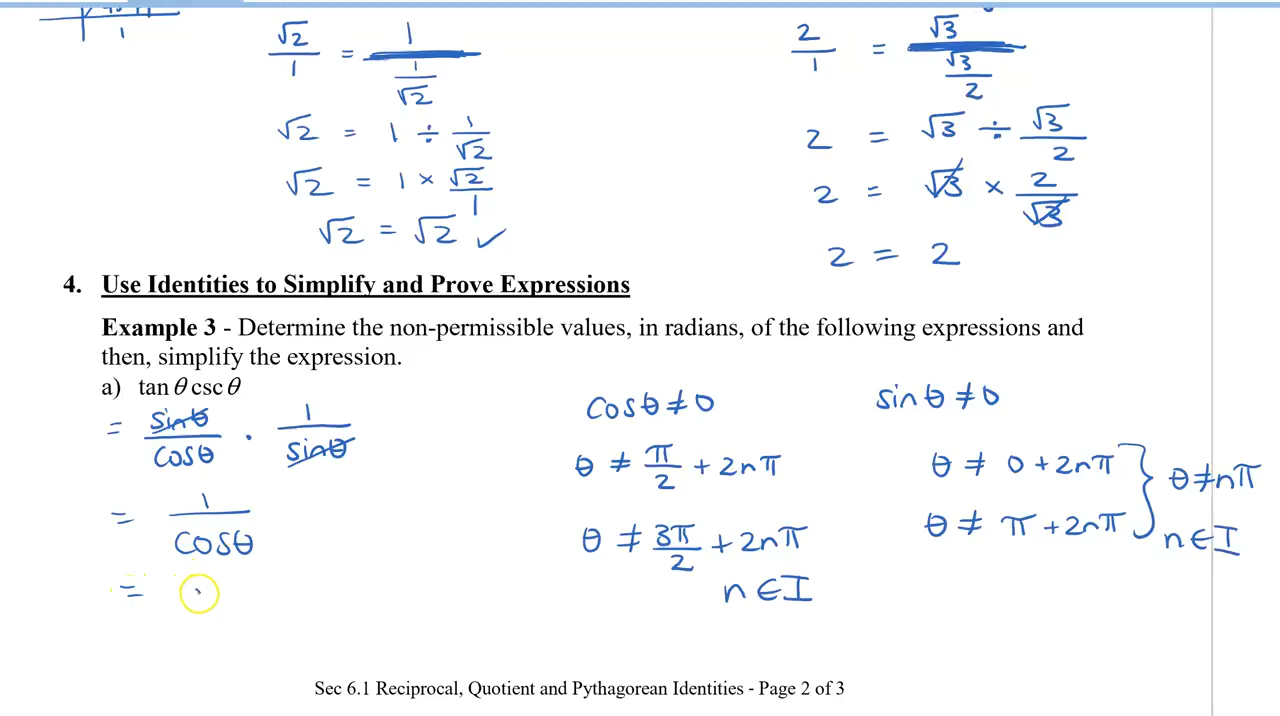 1
√2/1 = 1/(1/√2)
√2 = 1 ÷ 1/√2
√2 = 1 × √2/1
√2 = √2 ✓
2/1 = √3/(√3/2)
2 = √3 ÷ √3/2
2 = √3 × 2/√3
2 = 2
4. Use Identities to Simplify and Prove Expressions
Example 3 - Determine the non-permissible values, in radians, of the following expressions and
then, simplify the expression.
a) tan θ csc θ
= sinθ/cosθ · 1/sinθ
= 1/cosθ
=
cosθ ≠ 0
θ ≠ π/2 + 2nπ
θ ≠ 3π/2 + 2nπ
n ∈ I
sin θ ≠ 0
θ ≠ 0 + 2nπ
θ ≠ π + 2nπ
} θ ≠ nπ
n ∈ I
Sec 6.1 Reciprocal, Quotient and Pythagorean Identities - Page 2 of 3